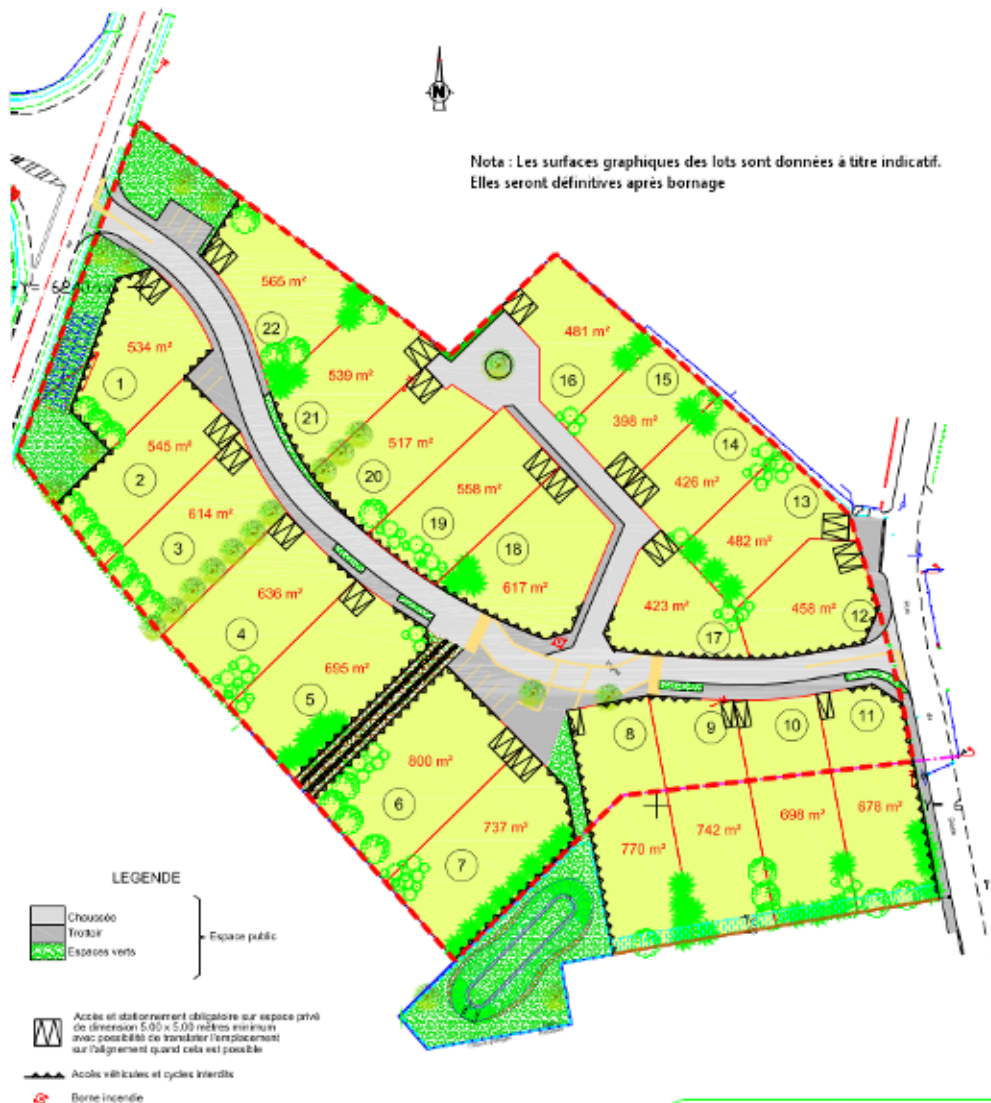 N
Nota : Les surfaces graphiques des lots sont données à titre indicatif.
Elles seront définitives après bornage
565 m²
534 m²
22
481 m²
1
539 m²
16
15
21
398 m²
545 m²
517 m²
14
2
20
558 m²
426 m²
13
614 m²
19
3
18
482 m²
636 m²
617 m²
423 m²
458 m²
12
4
17
695 m²
5
8
9
10
11
800 m²
6
737 m²
7
770 m²
742 m²
698 m²
678 m²
LEGENDE
Chaussée
Trottoir
Espaces verts
Espace public
Accès et stationnement obligatoire sur espace privé
de dimension 5.00 x 5.00 mètres minimum
avec possibilité de translater l'emplacement
sur l'alignement quand cela est possible
Accès véhicules et cycles interdits
Borne incendie